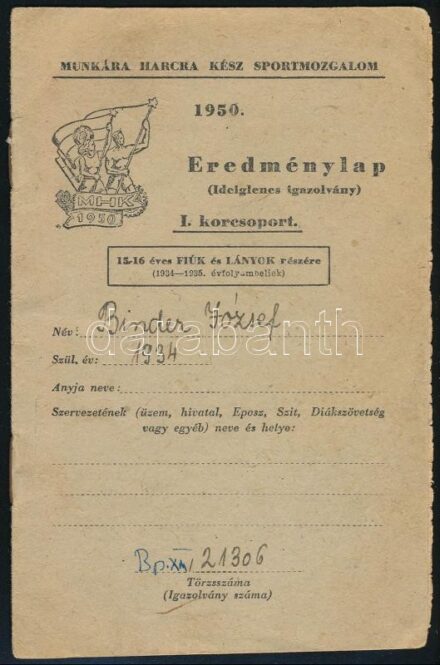 MUNKÁRA HARCRA KÉSZ SPORTMOZGALOM
1950.
Eredménylap
(Ideiglenes igazolvány)
MHK
1950
I. korcsoport.
15-16 éves FIÚK és LÁNYOK részére
(1934—1935. évfolyambeliek)
Név: Binder József
Szül. év: 1934
Anyja neve:
Szervezetének (üzem, hivatal, Eposz, Szit, Diákszövetség
vagy egyéb) neve és helye:
Bp. 21306
Törzsszáma
(Igazolvány száma)
darabanth